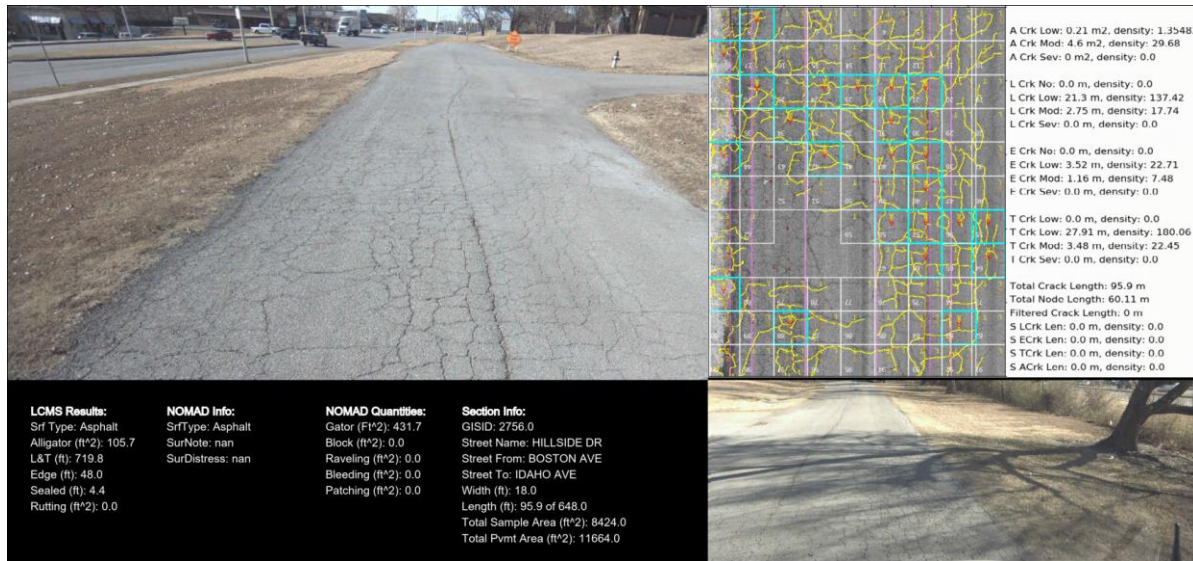 A Crk Low: 0.21 m2, density: 1.3548
A Crk Mod: 4.6 m2, density: 29.68
A Crk Sev: 0 m2, density: 0.0
L Crk No: 0.0 m, density: 0.0
L Crk Low: 21.3 m, density: 137.42
L Crk Mod: 2.75 m, density: 17.74
L Crk Sev: 0.0 m, density: 0.0
E Crk No: 0.0 m, density: 0.0
E Crk Low: 3.52 m, density: 22.71
E Crk Mod: 1.16 m, density: 7.48
E Crk Sev: 0.0 m, density: 0.0
T Crk Low: 0.0 m, density: 0.0
T Crk Low: 27.91 m, density: 180.06
T Crk Mod: 3.48 m, density: 22.45
T Crk Sev: 0.0 m, density: 0.0
Total Crack Length: 95.9 m
Total Node Length: 60.11 m
Filtered Crack Length: 0 m
S LCrk Len: 0.0 m, density: 0.0
S ECrk Len: 0.0 m, density: 0.0
S TCrk Len: 0.0 m, density: 0.0
S ACrk Len: 0.0 m, density: 0.0
LCMS Results:
Srf Type: Asphalt
Alligator (ft^2): 105.7
L&T (ft): 719.8
Edge (ft): 48.0
Sealed (ft): 4.4
Rutting (ft^2): 0.0
NOMAD Info:
SrfType: Asphalt
SurNote: nan
SurDistress: nan
NOMAD Quantities:
Gator (Ft^2): 431.7
Block (ft^2): 0.0
Raveling (ft^2): 0.0
Bleeding (ft^2): 0.0
Patching (ft^2): 0.0
Section Info:
GISID: 2756.0
Street Name: HILLSIDE DR
Street From: BOSTON AVE
Street To: IDAHO AVE
Width (ft): 18.0
Length (ft): 95.9 of 648.0
Total Sample Area (ft^2): 8424.0
Total Pvmt Area (ft^2): 11664.0